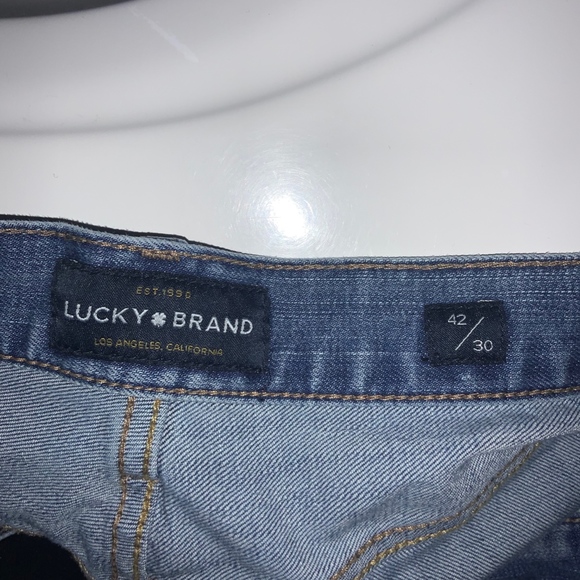 EST.1990
LUCKY BRAND
LOS ANGELES, CALIFORNIA
42/30